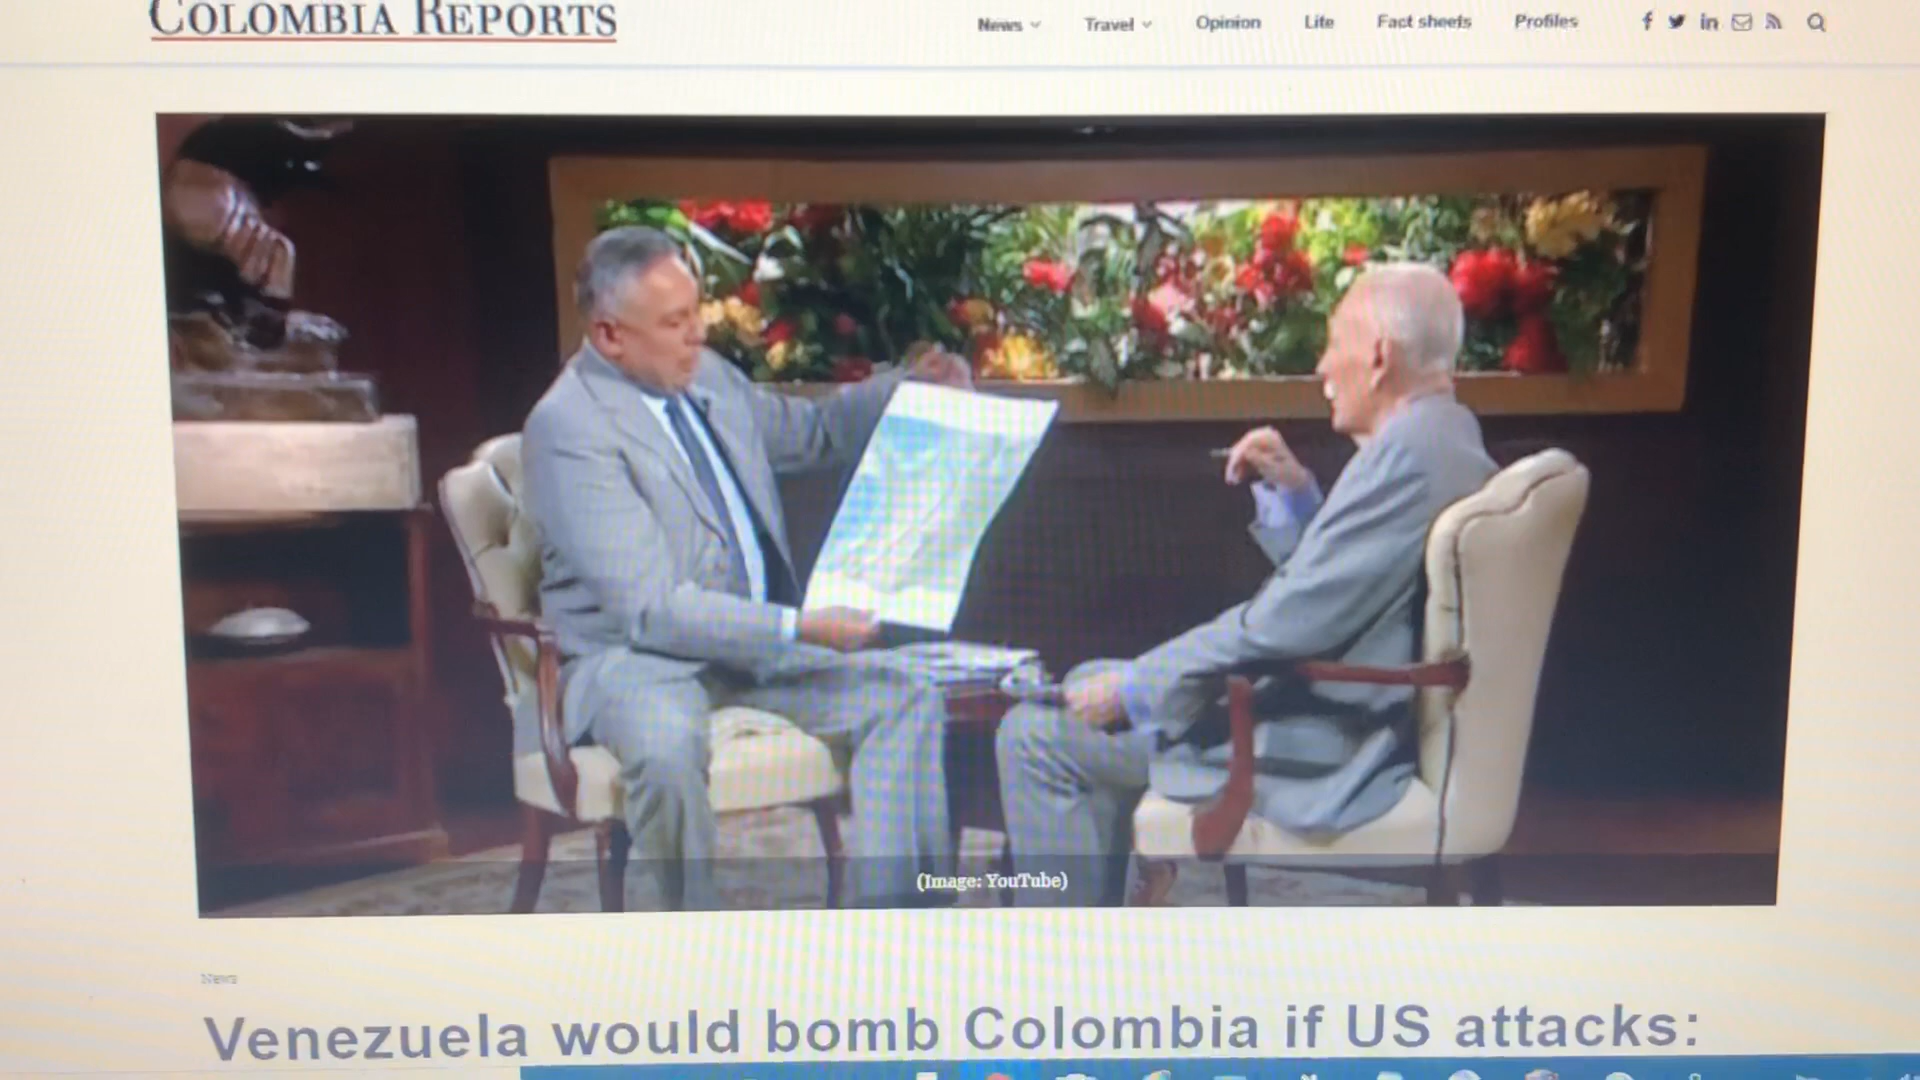 COLOMBIA REPORTS
News Travel Opinion Lite Fact sheets Profiles
(Image: YouTube)
News
Venezuela would bomb Colombia if US attacks: